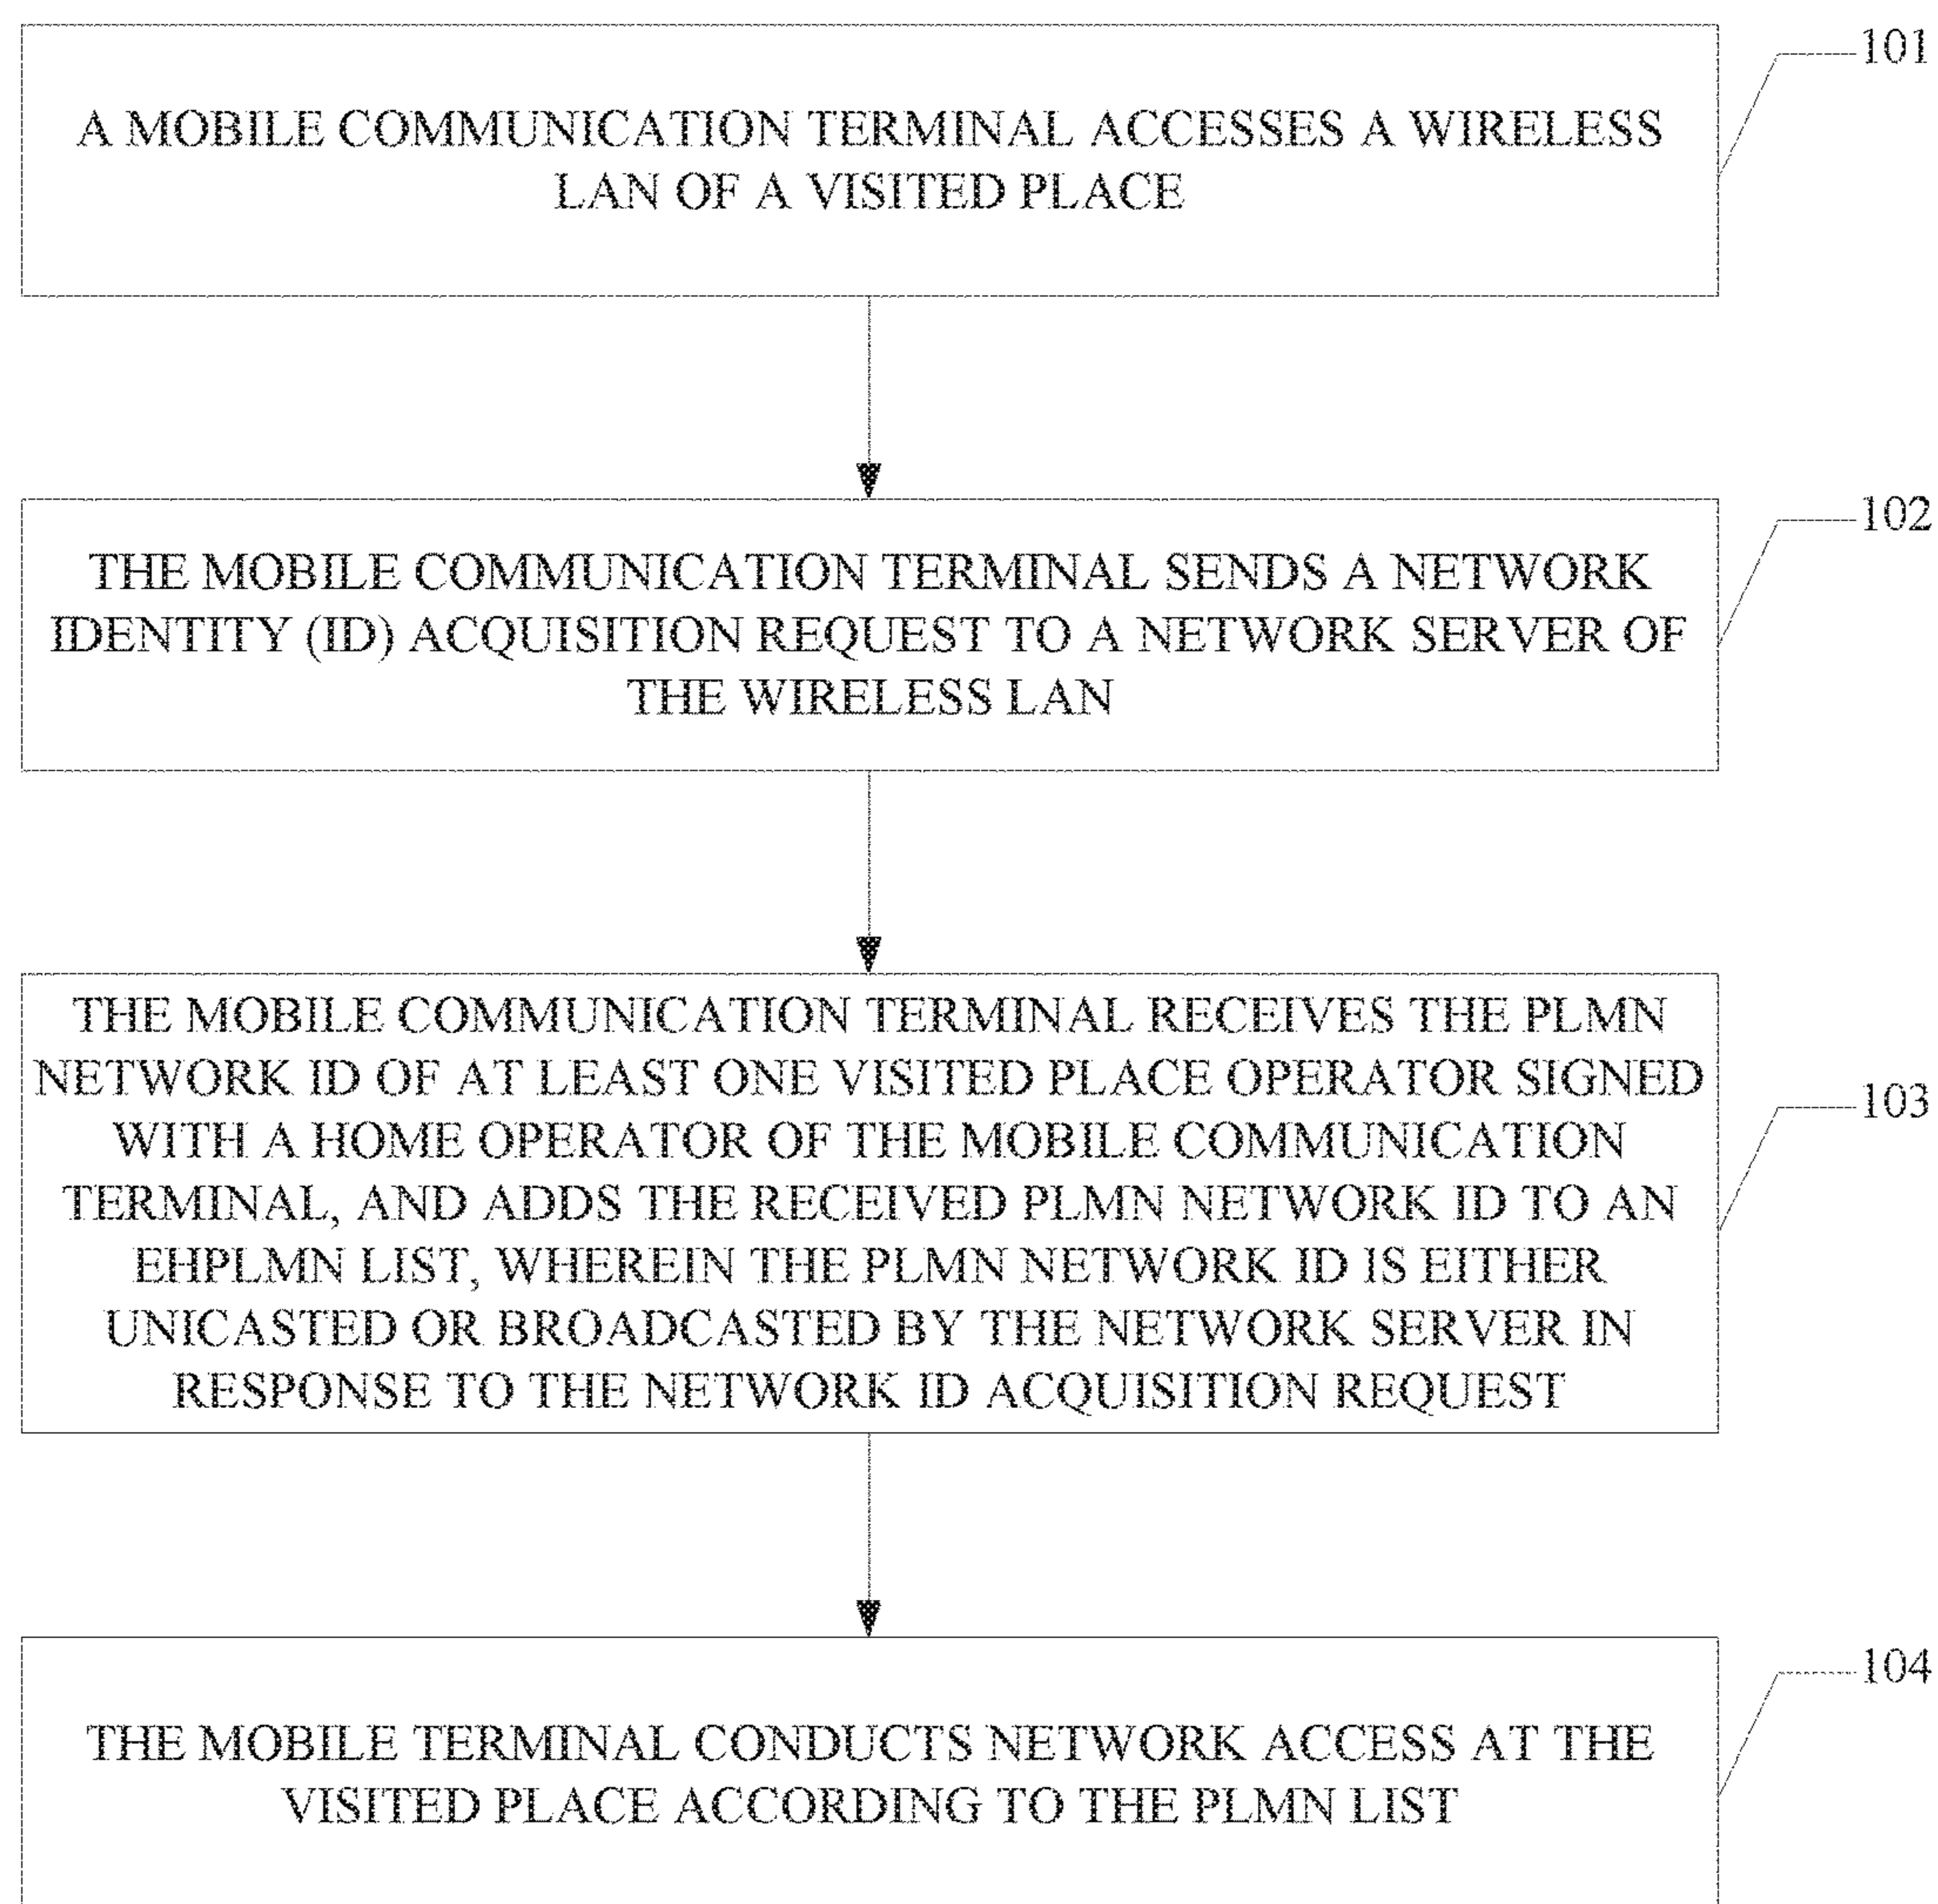 101
A MOBILE COMMUNICATION TERMINAL ACCESSES A WIRELESS
LAN OF A VISITED PLACE
102
THE MOBILE COMMUNICATION TERMINAL SENDS A NETWORK
IDENTITY (ID) ACQUISITION REQUEST TO A NETWORK SERVER OF
THE WIRELESS LAN
THE MOBILE COMMUNICATION TERMINAL RECEIVES THE PLMN
NETWORK ID OF AT LEAST ONE VISITED PLACE OPERATOR SIGNED
103
WITH A HOME OPERATOR OF THE MOBILE COMMUNICATION
TERMINAL, AND ADDS THE RECEIVED PLMN NETWORK ID TO AN
EHPLMN LIST, WHEREIN THE PLMN NETWORK ID IS EITHER
UNICASTED OR BROADCASTED BY THE NETWORK SERVER IN
RESPONSE TO THE NETWORK ID ACQUISITION REQUEST
104
THE MOBILE TERMINAL CONDUCTS NETWORK ACCESS AT THE
VISITED PLACE ACCORDING TO THE PLMN LIST